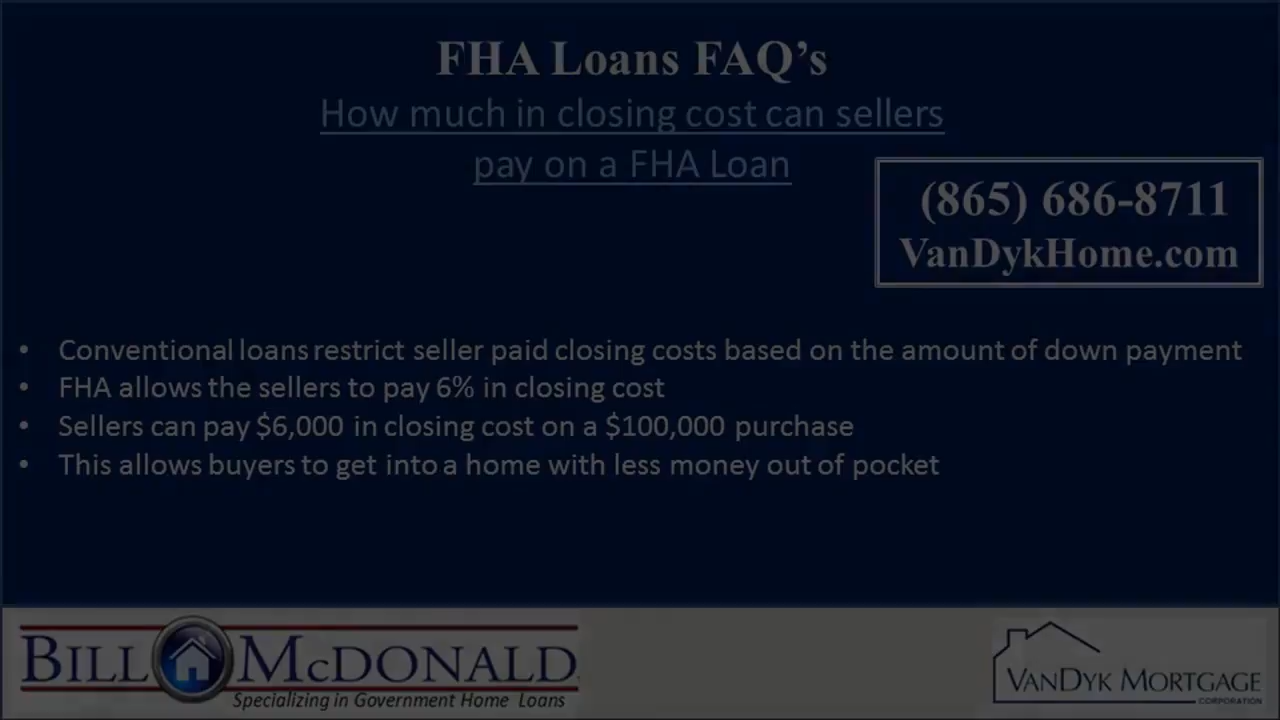 FHA Loans FAQ’s
How much in closing cost can sellers
pay on a FHA Loan
(865) 686-8711
VanDykHome.com
• Conventional loans restrict seller paid closing costs based on the amount of down payment
• FHA allows the sellers to pay 6% in closing cost
• Sellers can pay $6,000 in closing cost on a $100,000 purchase
• This allows buyers to get into a home with less money out of pocket
BILL MCDONALD
Specializing in Government Home Loans
VANDYK MORTGAGE
CORPORATION